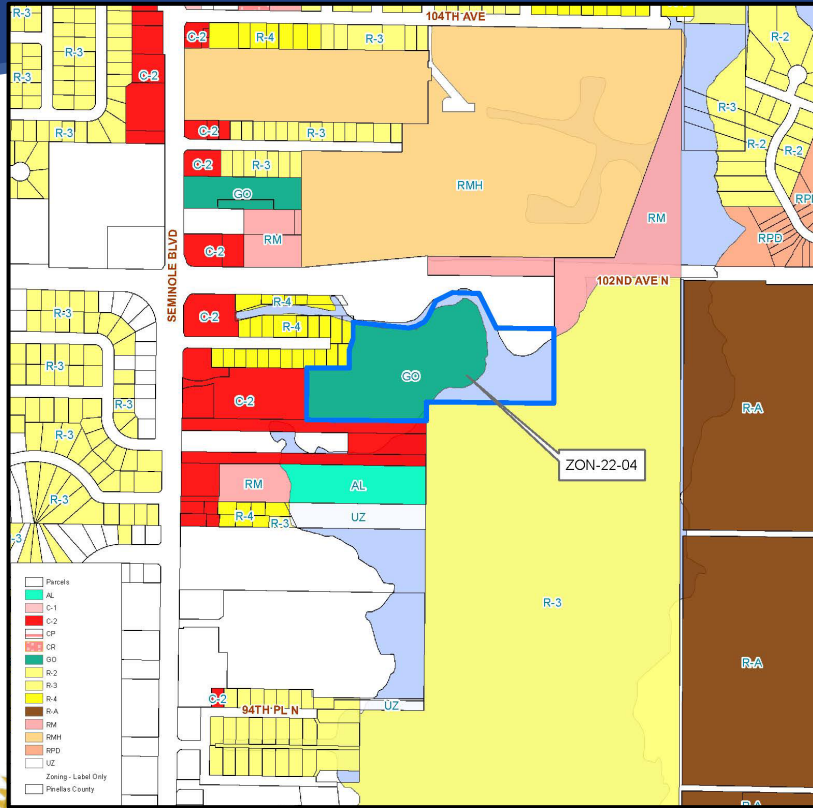 104TH AVE
R-3
R-3
C-2
C-2
R-4
R-3
R-2
R-3
R-3
R-3
C-2
R-3
R-2
R-2
C-2
R-3
GO
RMH
RM
RPD
RM
C-2
RPD
SEMINOLE BLVD
102ND AVE N
R-4
C-2
R-4
R-3
GO
R-3
C-2
R-A
R-3
ZON-22-04
RM
AL
R-3
R-4
R-3
UZ
-3
R-3
R-A
C-2
94TH PL N
UZ
R-A
Parcels
AL
C-1
C-2
CP
CR
GO
R-2
R-3
R-4
R-A
RM
RMH
RPD
UZ
Zoning - Label Only
Pinellas County